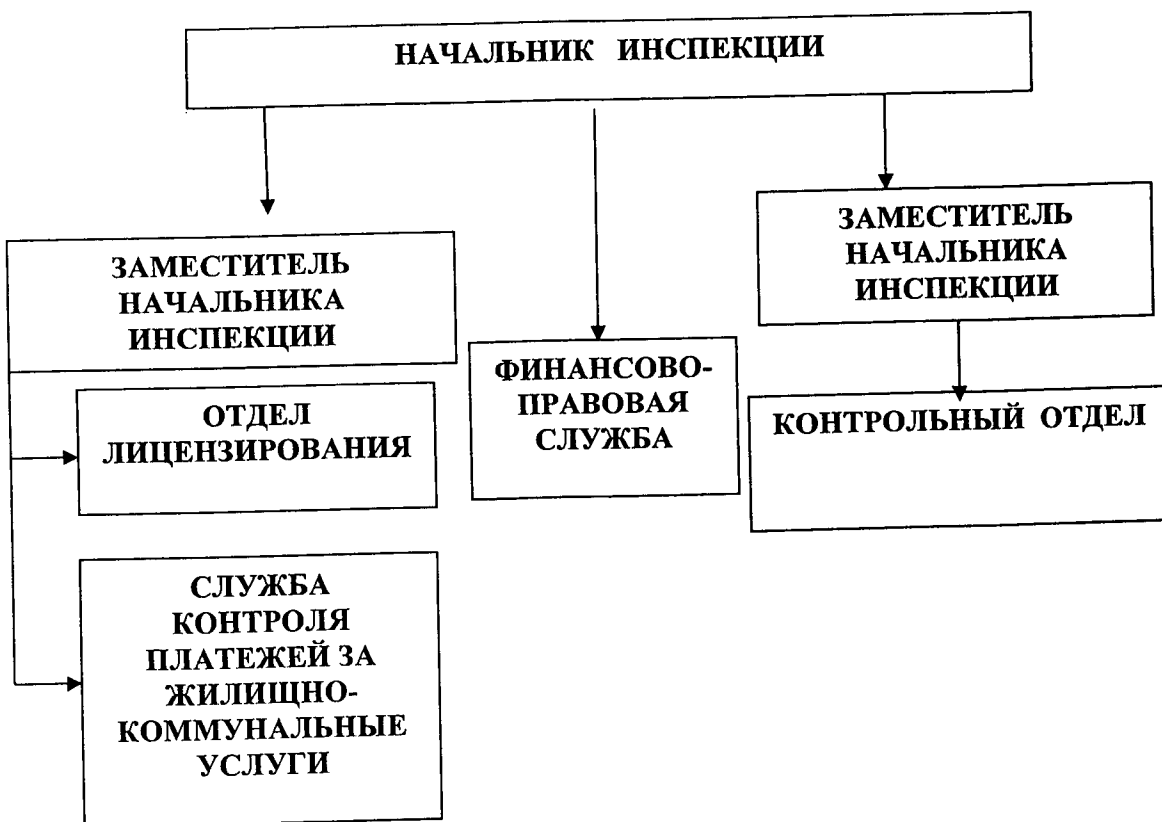 НАЧАЛЬНИК ИНСПЕКЦИИ
ЗАМЕСТИТЕЛЬ
НАЧАЛЬНИКА
ИНСПЕКЦИИ
ОТДЕЛ
ЛИЦЕНЗИРОВАНИЯ
СЛУЖБА
КОНТРОЛЯ
ПЛАТЕЖЕЙ ЗА
ЖИЛИЩНО-
КОММУНАЛЬНЫЕ
УСЛУГИ
ФИНАНСОВО-
ПРАВОВАЯ
СЛУЖБА
ЗАМЕСТИТЕЛЬ
НАЧАЛЬНИКА
ИНСПЕКЦИИ
КОНТРОЛЬНЫЙ ОТДЕЛ